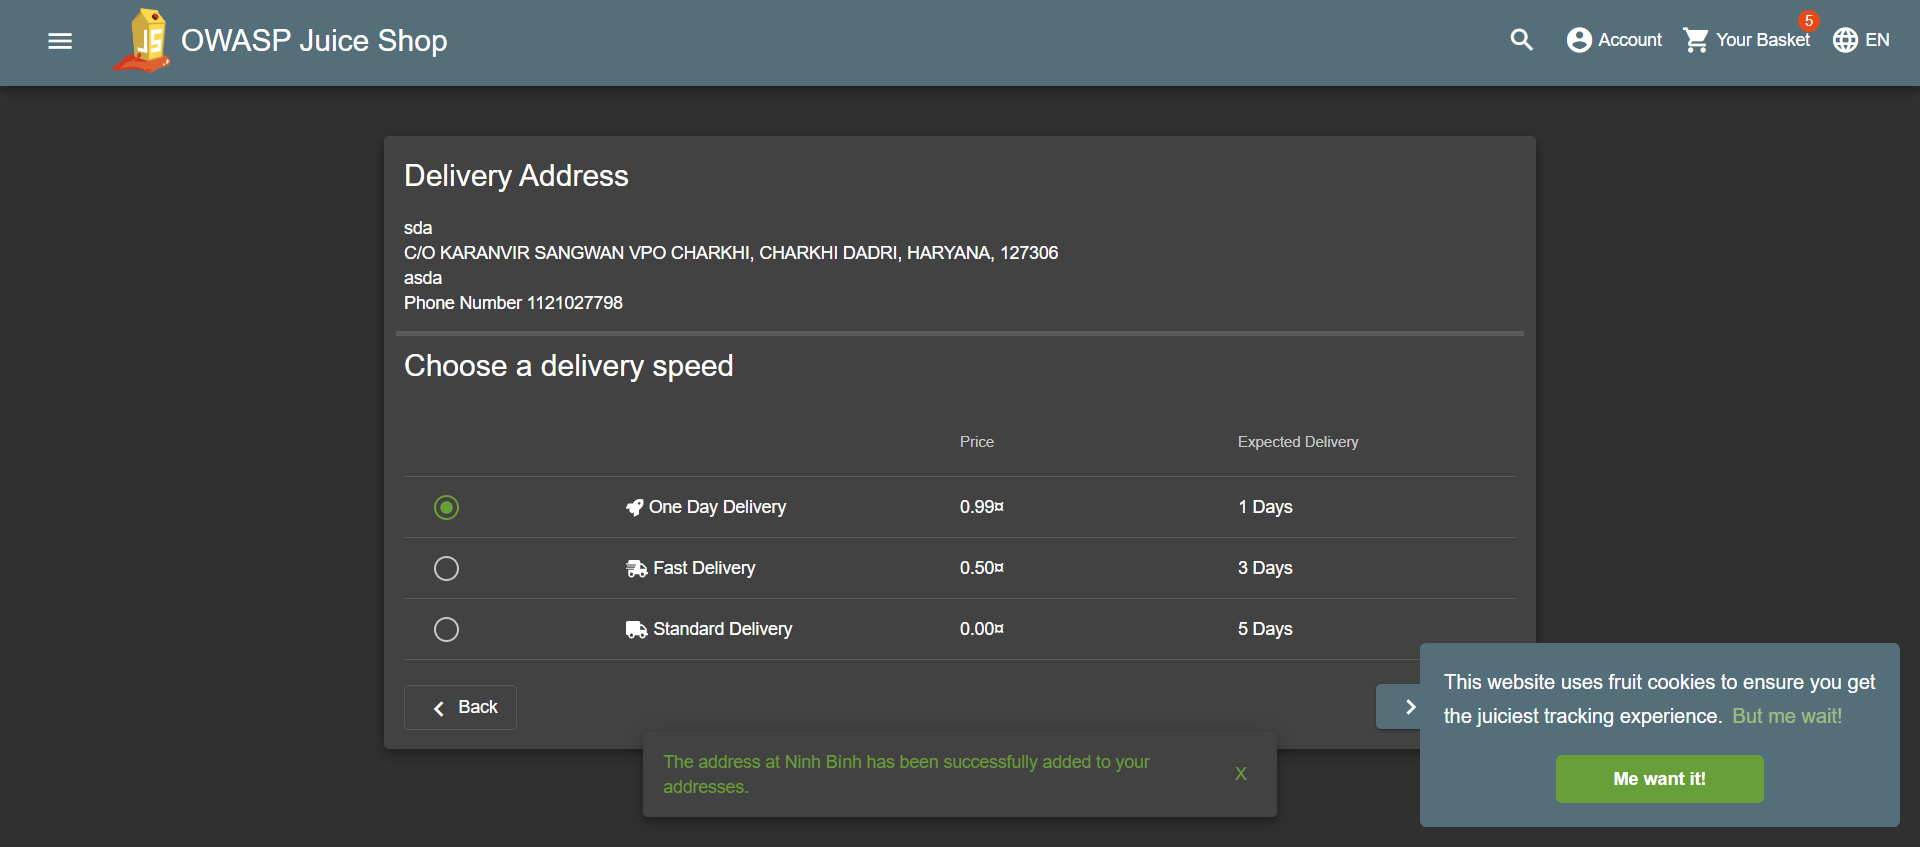 OWASP Juice Shop
Account
Your Basket
5
EN
Delivery Address
sda
C/O KARANVIR SANGWAN VPO CHARKHI, CHARKHI DADRI, HARYANA, 127306
asda
Phone Number 1121027798
Choose a delivery speed
Price Expected Delivery
One Day Delivery 0.99¤ 1 Days
Fast Delivery 0.50¤ 3 Days
Standard Delivery 0.00¤ 5 Days
Back
The address at Ninh Bình has been successfully added to your
addresses.
X
This website uses fruit cookies to ensure you get
the juiciest tracking experience. But me wait!
Me want it!